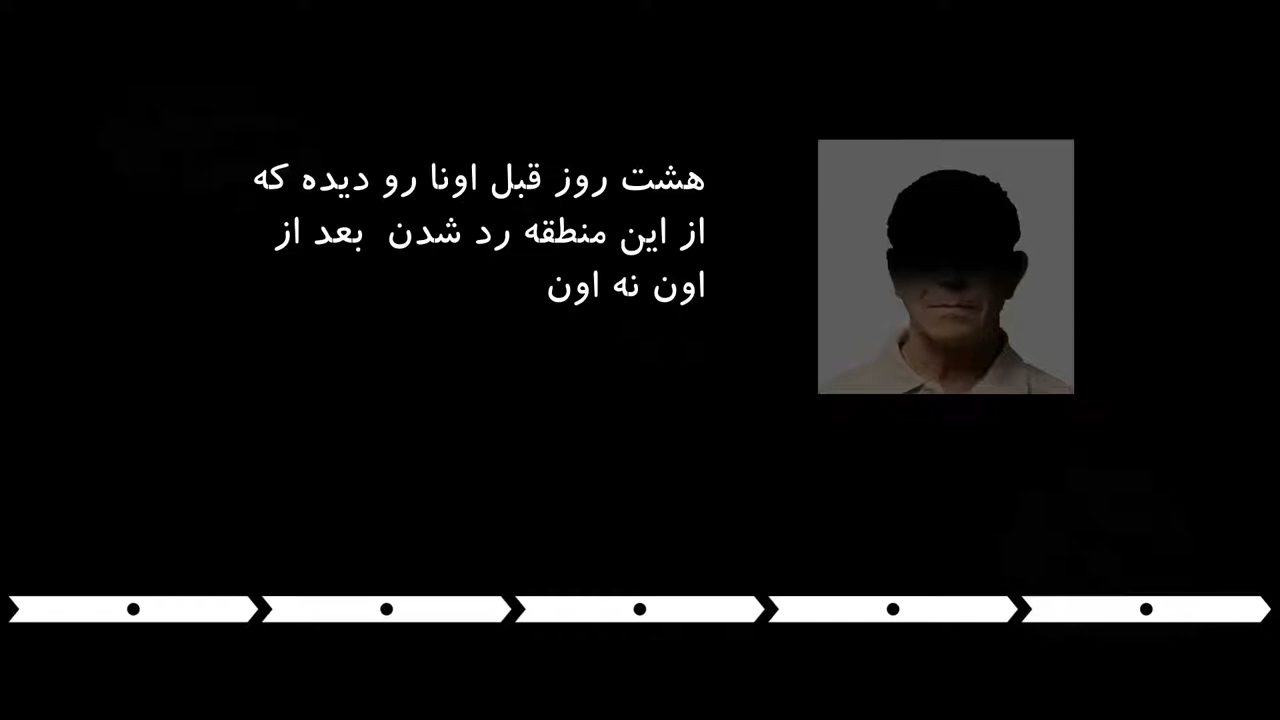 هشت روز قبل اونا رو دیده که
از این منطقه رد شدن  بعد از
اون نه اون